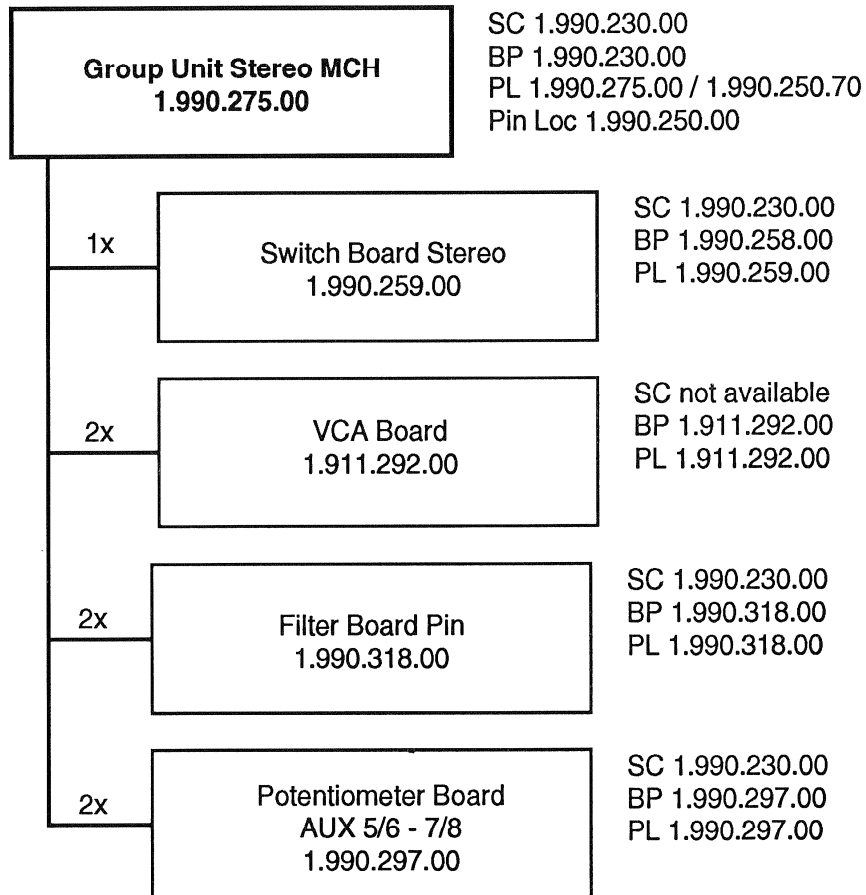 Group Unit Stereo MCH
1.990.275.00
SC 1.990.230.00
BP 1.990.230.00
PL 1.990.275.00 / 1.990.250.70
Pin Loc 1.990.250.00
1x
Switch Board Stereo
1.990.259.00
SC 1.990.230.00
BP 1.990.258.00
PL 1.990.259.00
2x
VCA Board
1.911.292.00
SC not available
BP 1.911.292.00
PL 1.911.292.00
2x
Filter Board Pin
1.990.318.00
SC 1.990.230.00
BP 1.990.318.00
PL 1.990.318.00
2x
Potentiometer Board
AUX 5/6 - 7/8
1.990.297.00
SC 1.990.230.00
BP 1.990.297.00
PL 1.990.297.00